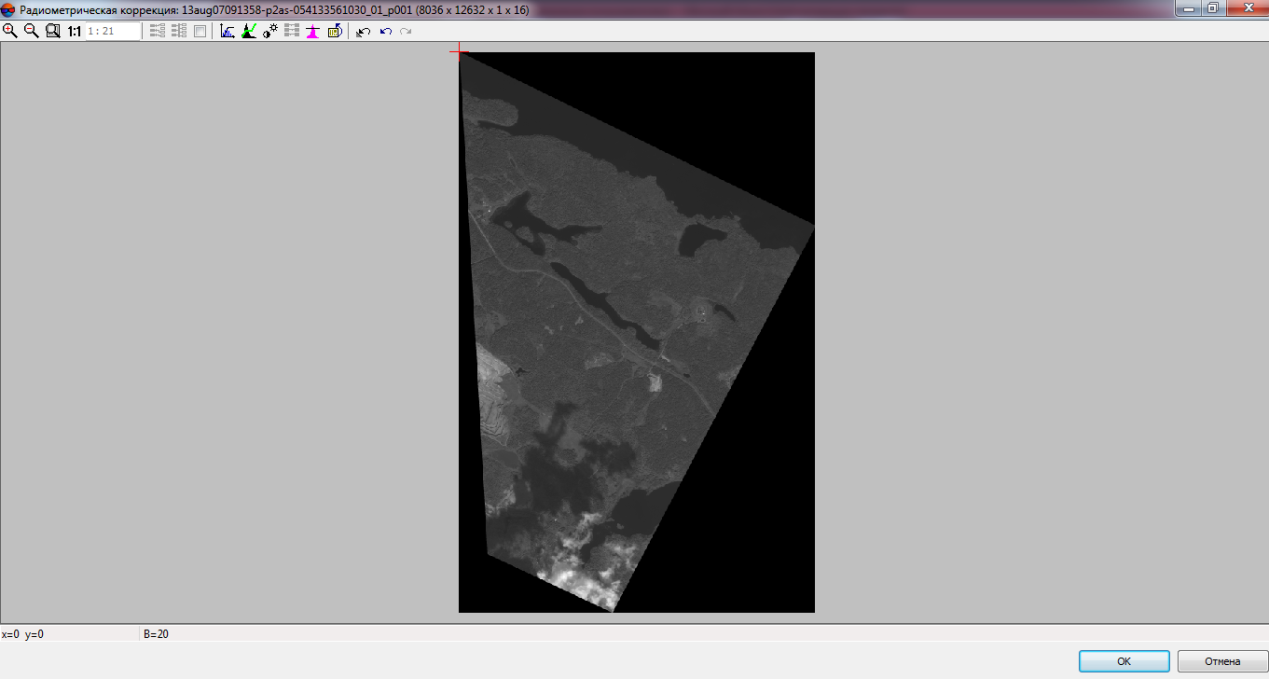 Радиометрическая коррекция: 13aug07091358-p2as-054133561030_01_p001 (8036 x 12632 x 1 x 16)
1:1 1 : 21
x=0 y=0 B=20
OK Отмена